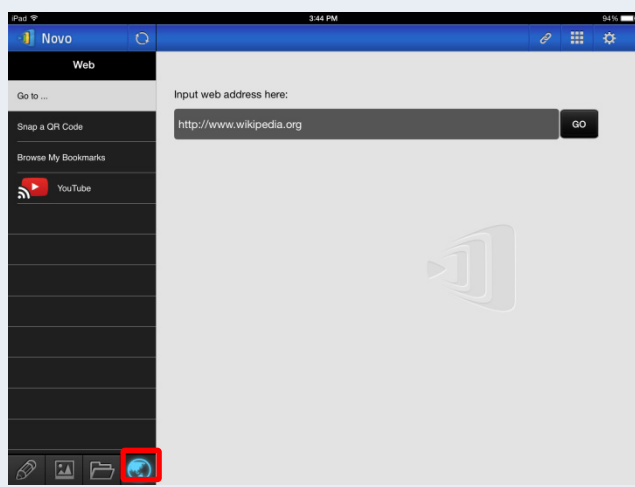 iPad 3:44 PM 94%
Novo
Web
Go to ...
Snap a QR Code
Browse My Bookmarks
YouTube
Input web address here:
http://www.wikipedia.org GO